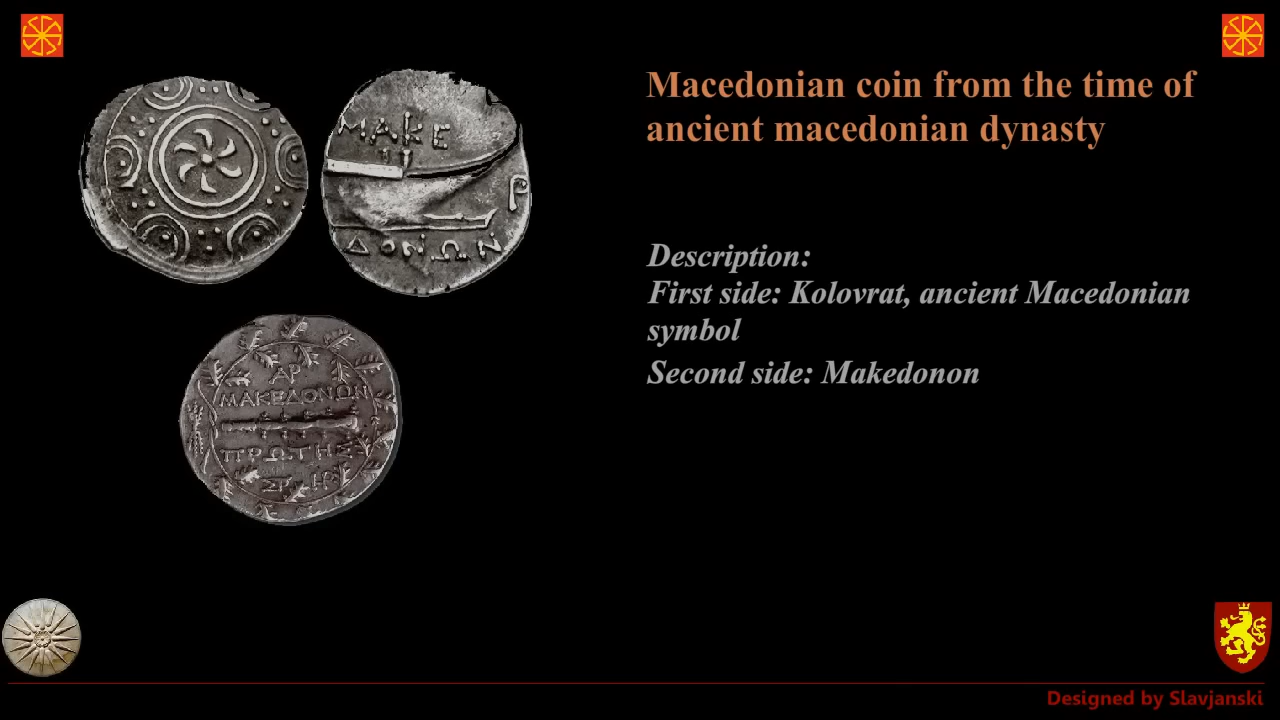 ΜΑΚΕ
ΔΟΝΩΝ
Ρ
ΑΡ
ΜΑΚΕΔΟΝΩΝ
ΠΡΩΤΗΣ
Macedonian coin from the time of
ancient macedonian dynasty
Description:
First side: Kolovrat, ancient Macedonian
symbol
Second side: Makedonon
Designed by Slavjanski